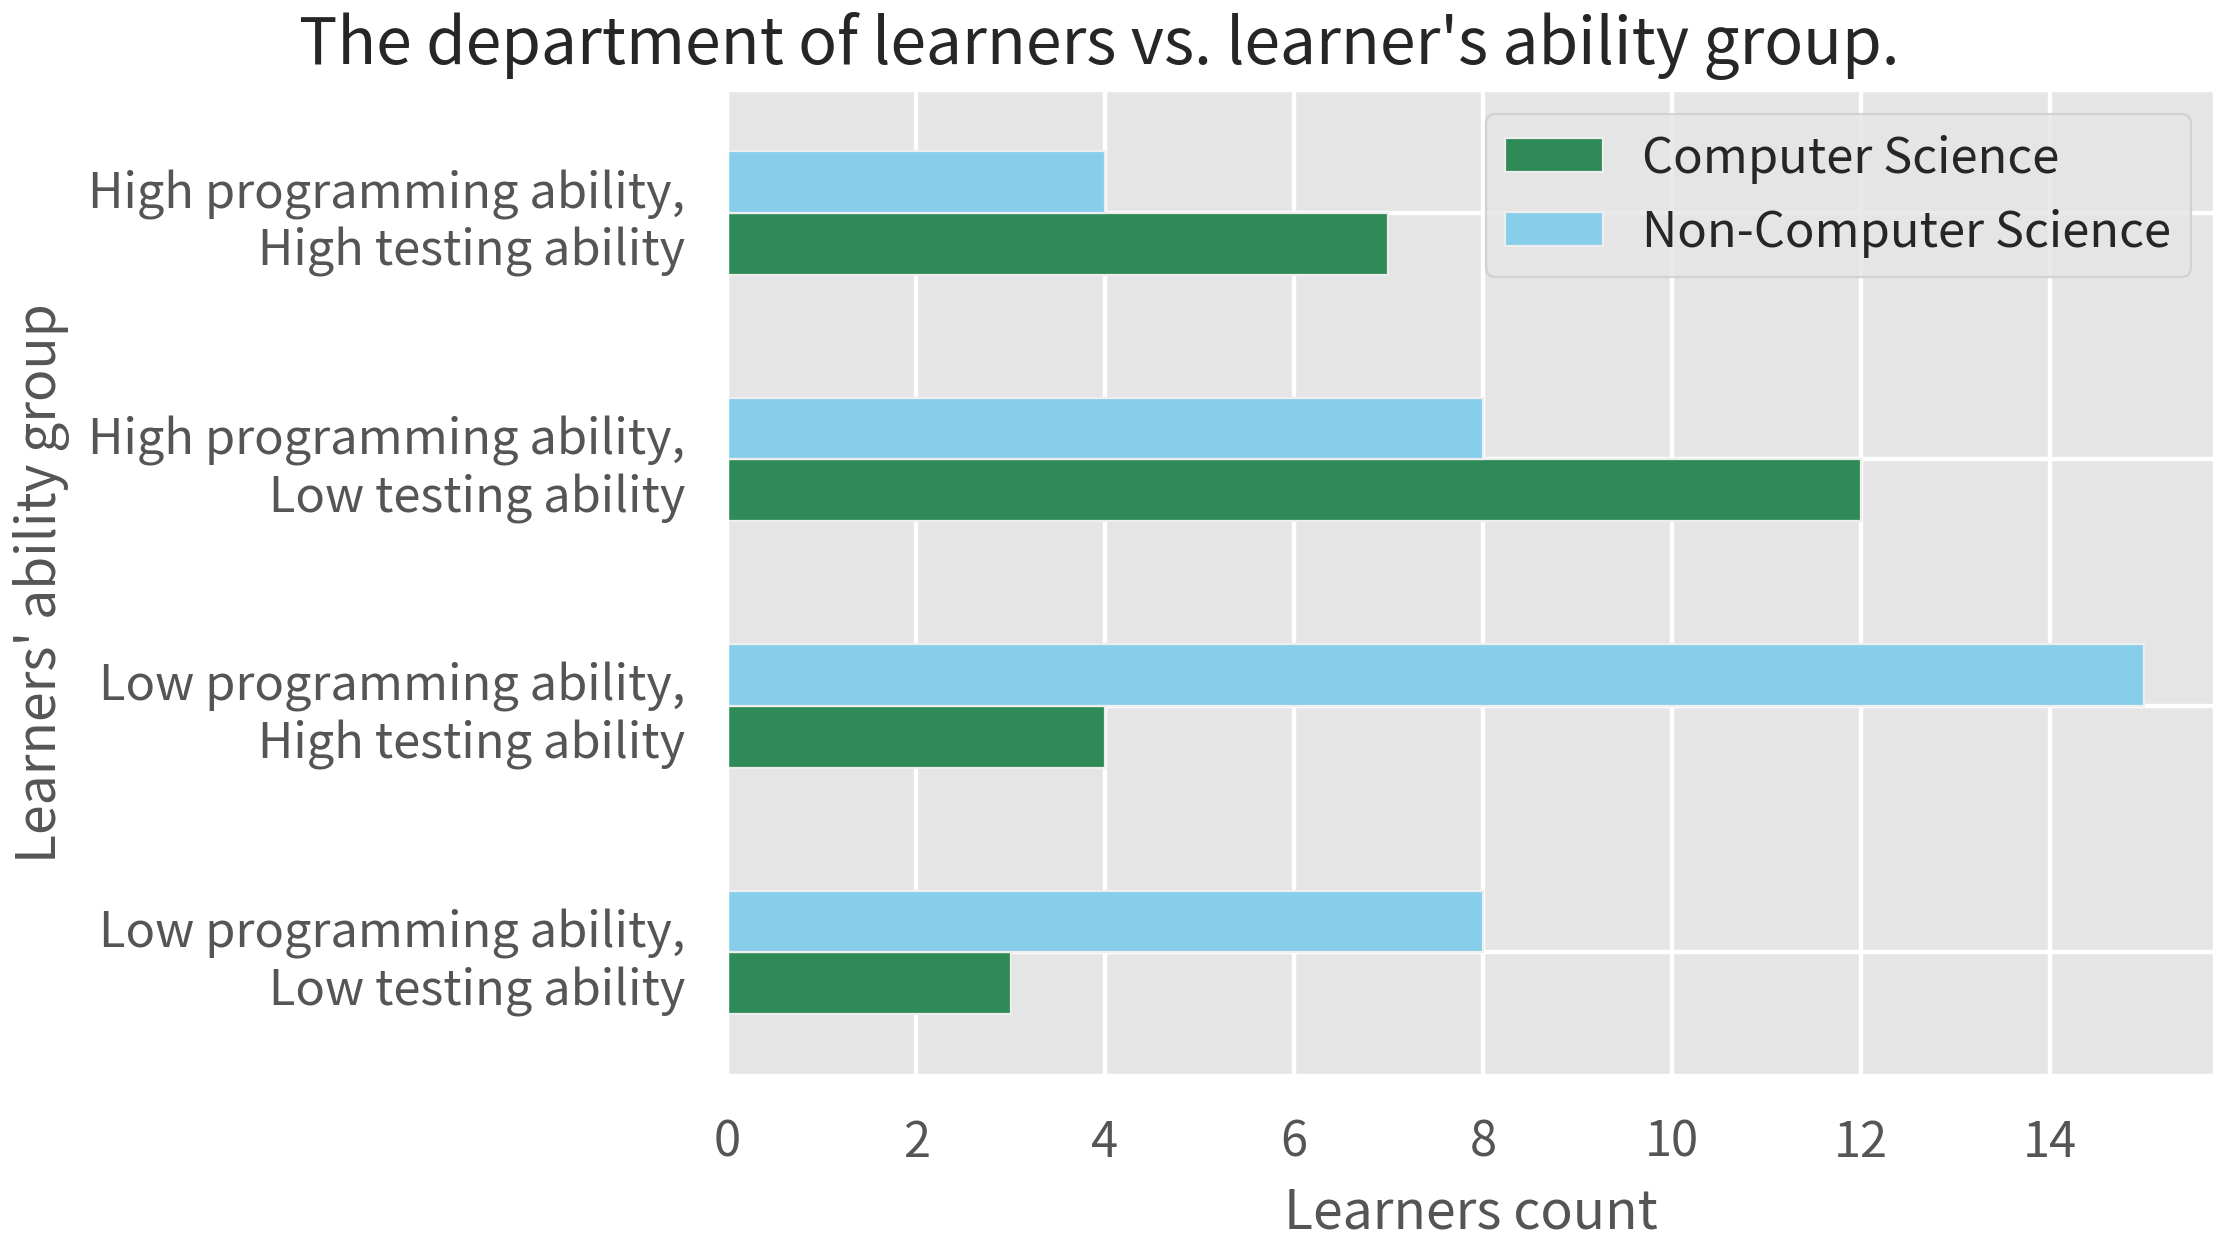 The department of learners vs. learner's ability group.
Computer Science
Non-Computer Science
Learners' ability group
High programming ability,
High testing ability
High programming ability,
Low testing ability
Low programming ability,
High testing ability
Low programming ability,
Low testing ability
0 2 4 6 8 10 12 14
Learners count